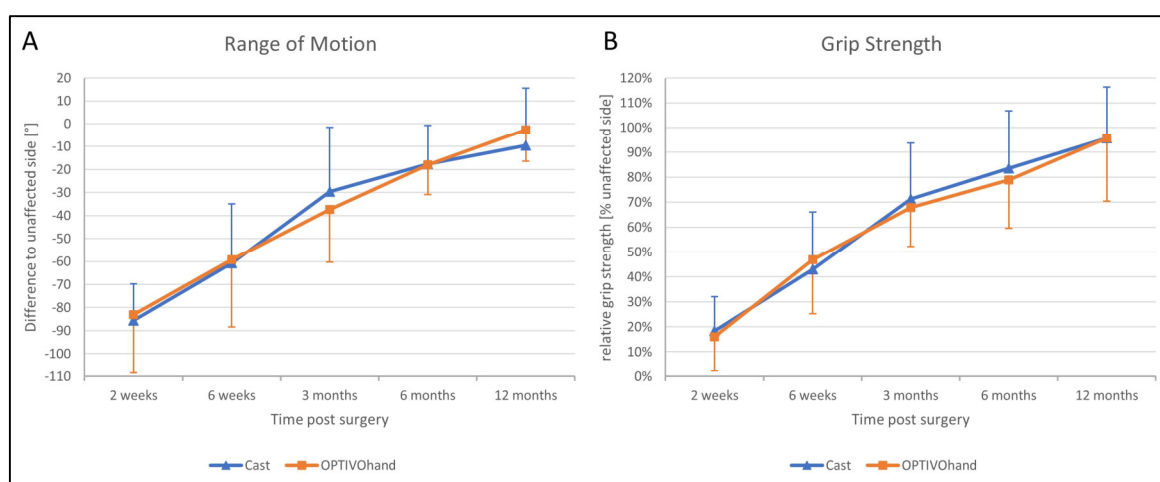 A
Range of Motion
Difference to unaffected side [°]
20
10
0
-10
-20
-30
-40
-50
-60
-70
-80
-90
-100
-110
2 weeks 6 weeks 3 months 6 months 12 months
Time post surgery
Cast OPTIVOhand
B
Grip Strength
relative grip strength [% unaffected side]
120%
110%
100%
90%
80%
70%
60%
50%
40%
30%
20%
10%
0%
2 weeks 6 weeks 3 months 6 months 12 months
Time post surgery
Cast OPTIVOhand